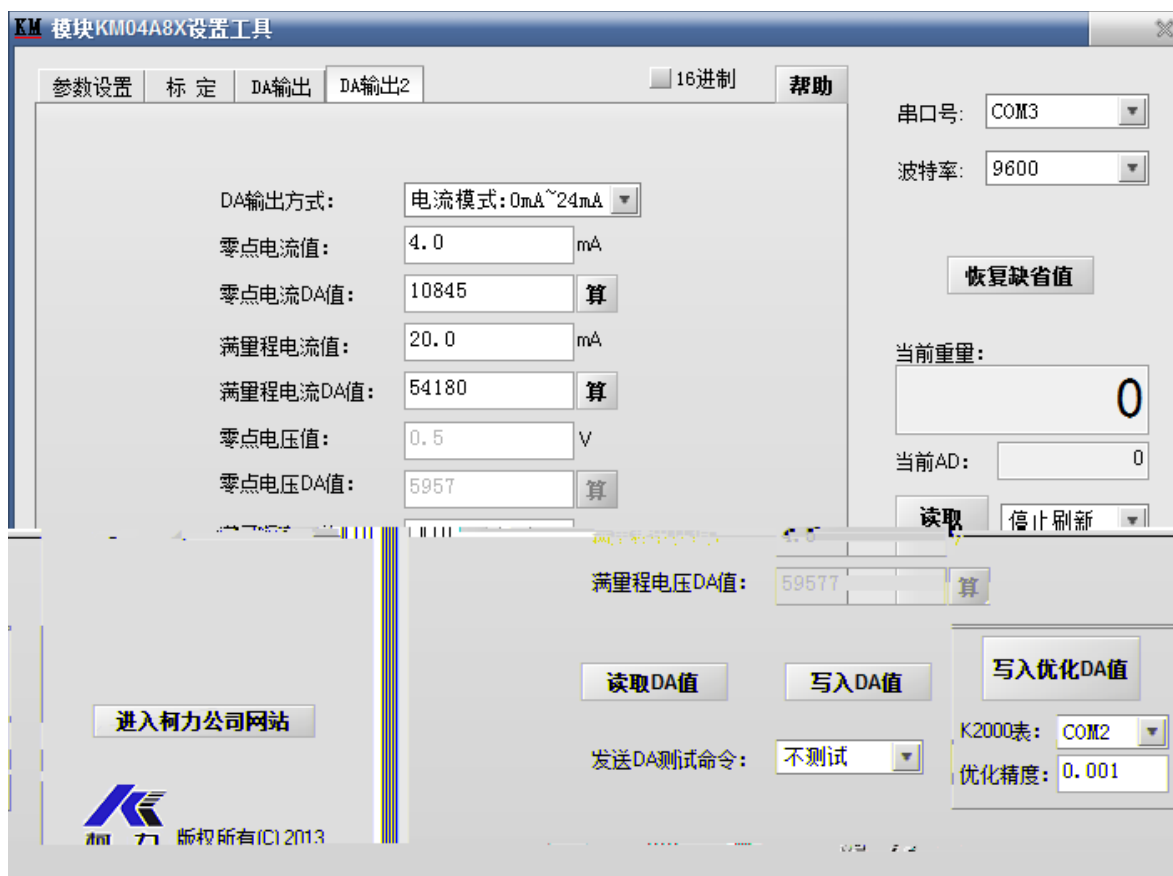 KM 模块KM04A8X设置工具
参数设置 标 定 DA输出 DA输出2 16进制 帮助
串口号: COM3
波特率: 9600
DA输出方式: 电流模式:0mA~24mA
零点电流值: 4.0 mA
零点电流DA值: 10845 算
恢复缺省值
满里程电流值: 20.0 mA
满里程电流DA值: 54180 算
当前重里:
0
零点电压值: 0.5 V
零点电压DA值: 5957 算
当前AD: 0
读取 停止刷新
满里程电压DA值: 59577 算
读取DA值 写入DA值 写入优化DA值
进入柯力公司网站
K2000表: COM2
发送DA测试命令: 不测试
优化精度: 0.001
柯 力 版权所有(C) 2013